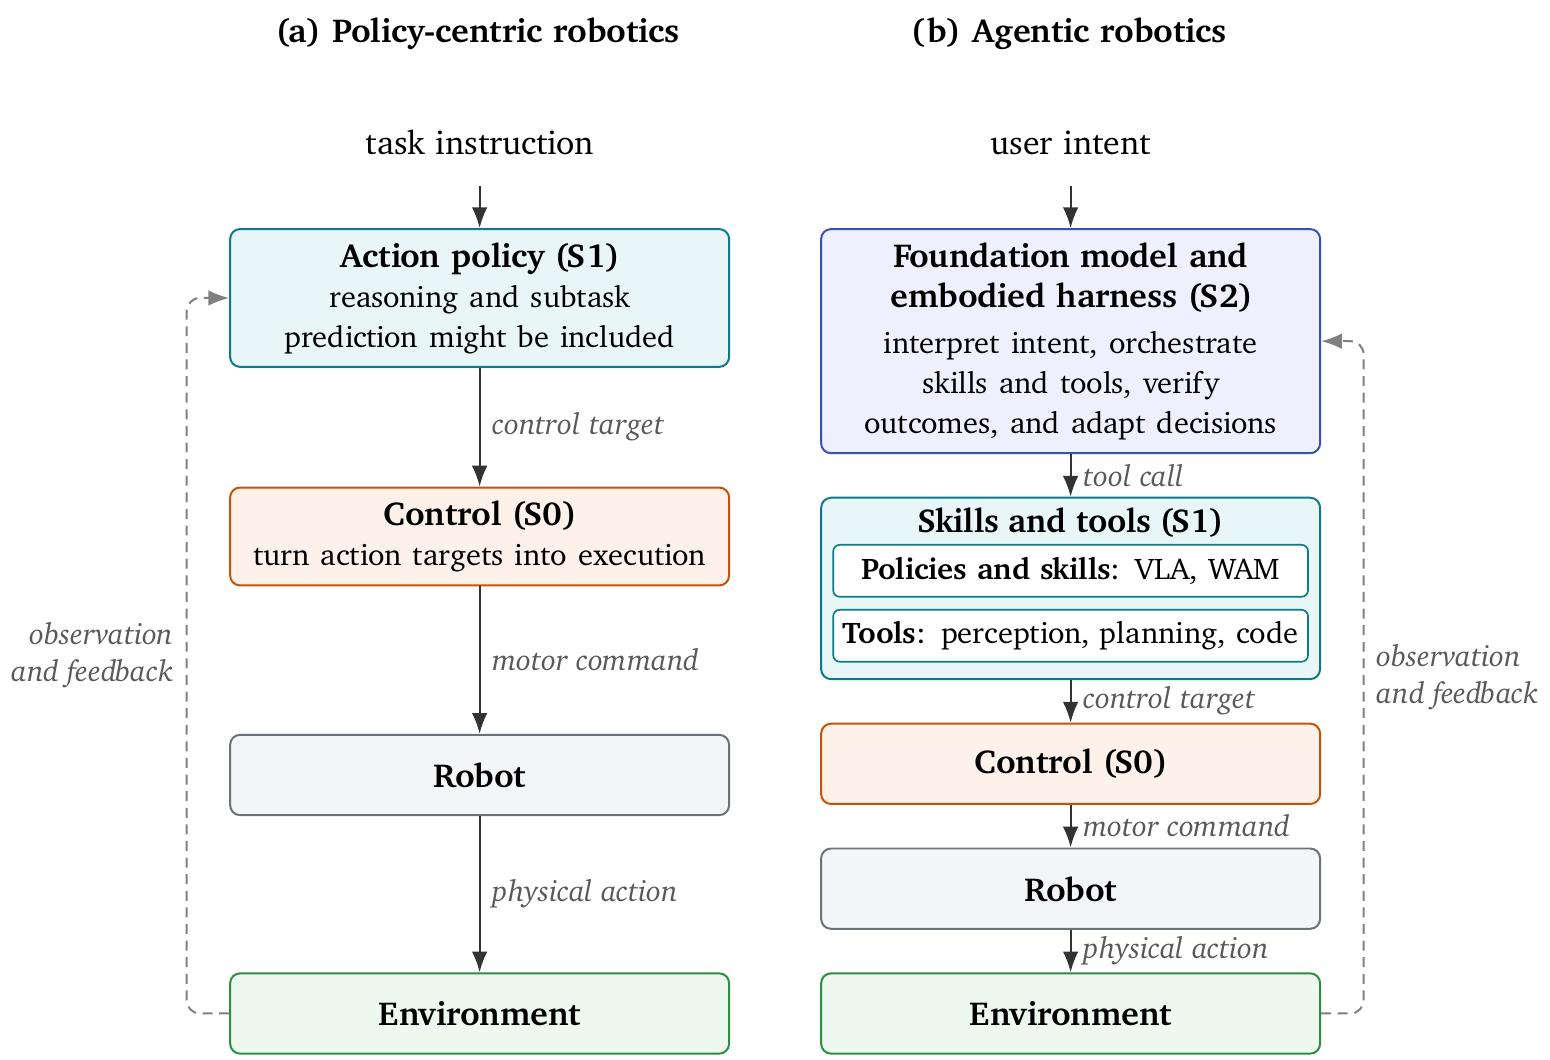 (a) Policy-centric robotics
task instruction
Action policy (S1)
reasoning and subtask
prediction might be included
control target
Control (S0)
turn action targets into execution
observation
and feedback
motor command
Robot
physical action
Environment
(b) Agentic robotics
user intent
Foundation model and
embodied harness (S2)
interpret intent, orchestrate
skills and tools, verify
outcomes, and adapt decisions
tool call
Skills and tools (S1)
Policies and skills: VLA, WAM
Tools: perception, planning, code
observation
and feedback
control target
Control (S0)
motor command
Robot
physical action
Environment